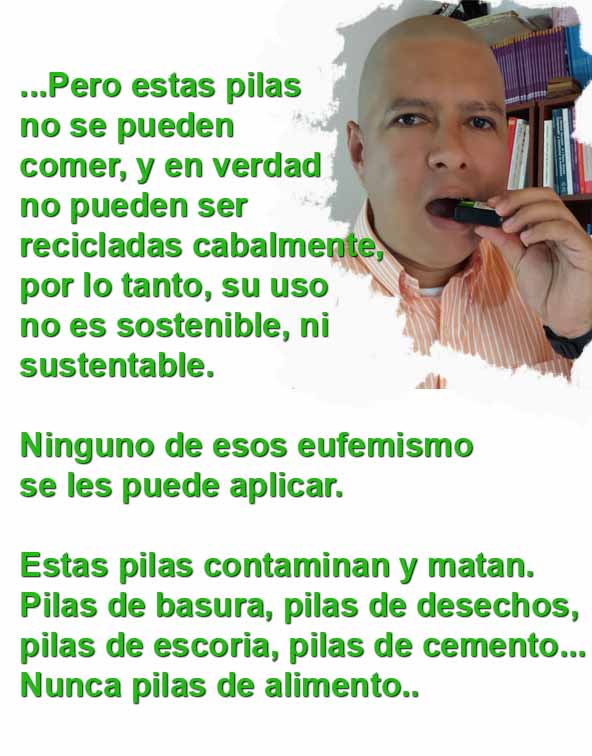 ...Pero estas pilas
no se pueden
comer, y en verdad
no pueden ser
recicladas cabalmente,
por lo tanto, su uso
no es sostenible, ni
sustentable.
Ninguno de esos eufemismo
se les puede aplicar.
Estas pilas contaminan y matan.
Pilas de basura, pilas de desechos,
pilas de escoria, pilas de cemento...
Nunca pilas de alimento..